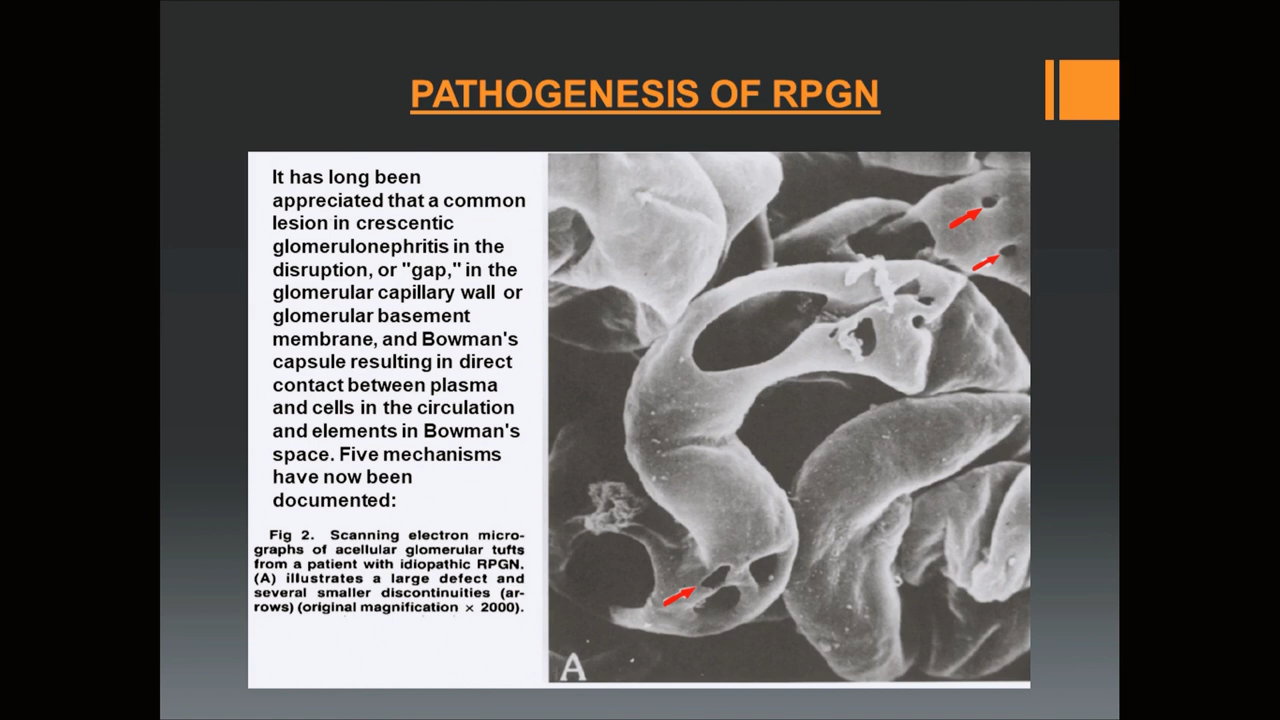 PATHOGENESIS OF RPGN
It has long been
appreciated that a common
lesion in crescentic
glomerulonephritis in the
disruption, or "gap," in the
glomerular capillary wall or
glomerular basement
membrane, and Bowman's
capsule resulting in direct
contact between plasma
and cells in the circulation
and elements in Bowman's
space. Five mechanisms
have now been
documented:
Fig 2. Scanning electron micro-
graphs of acellular glomerular tufts
from a patient with idiopathic RPGN.
(A) illustrates a large defect and
several smaller discontinuities (ar-
rows) (original magnification × 2000).
A